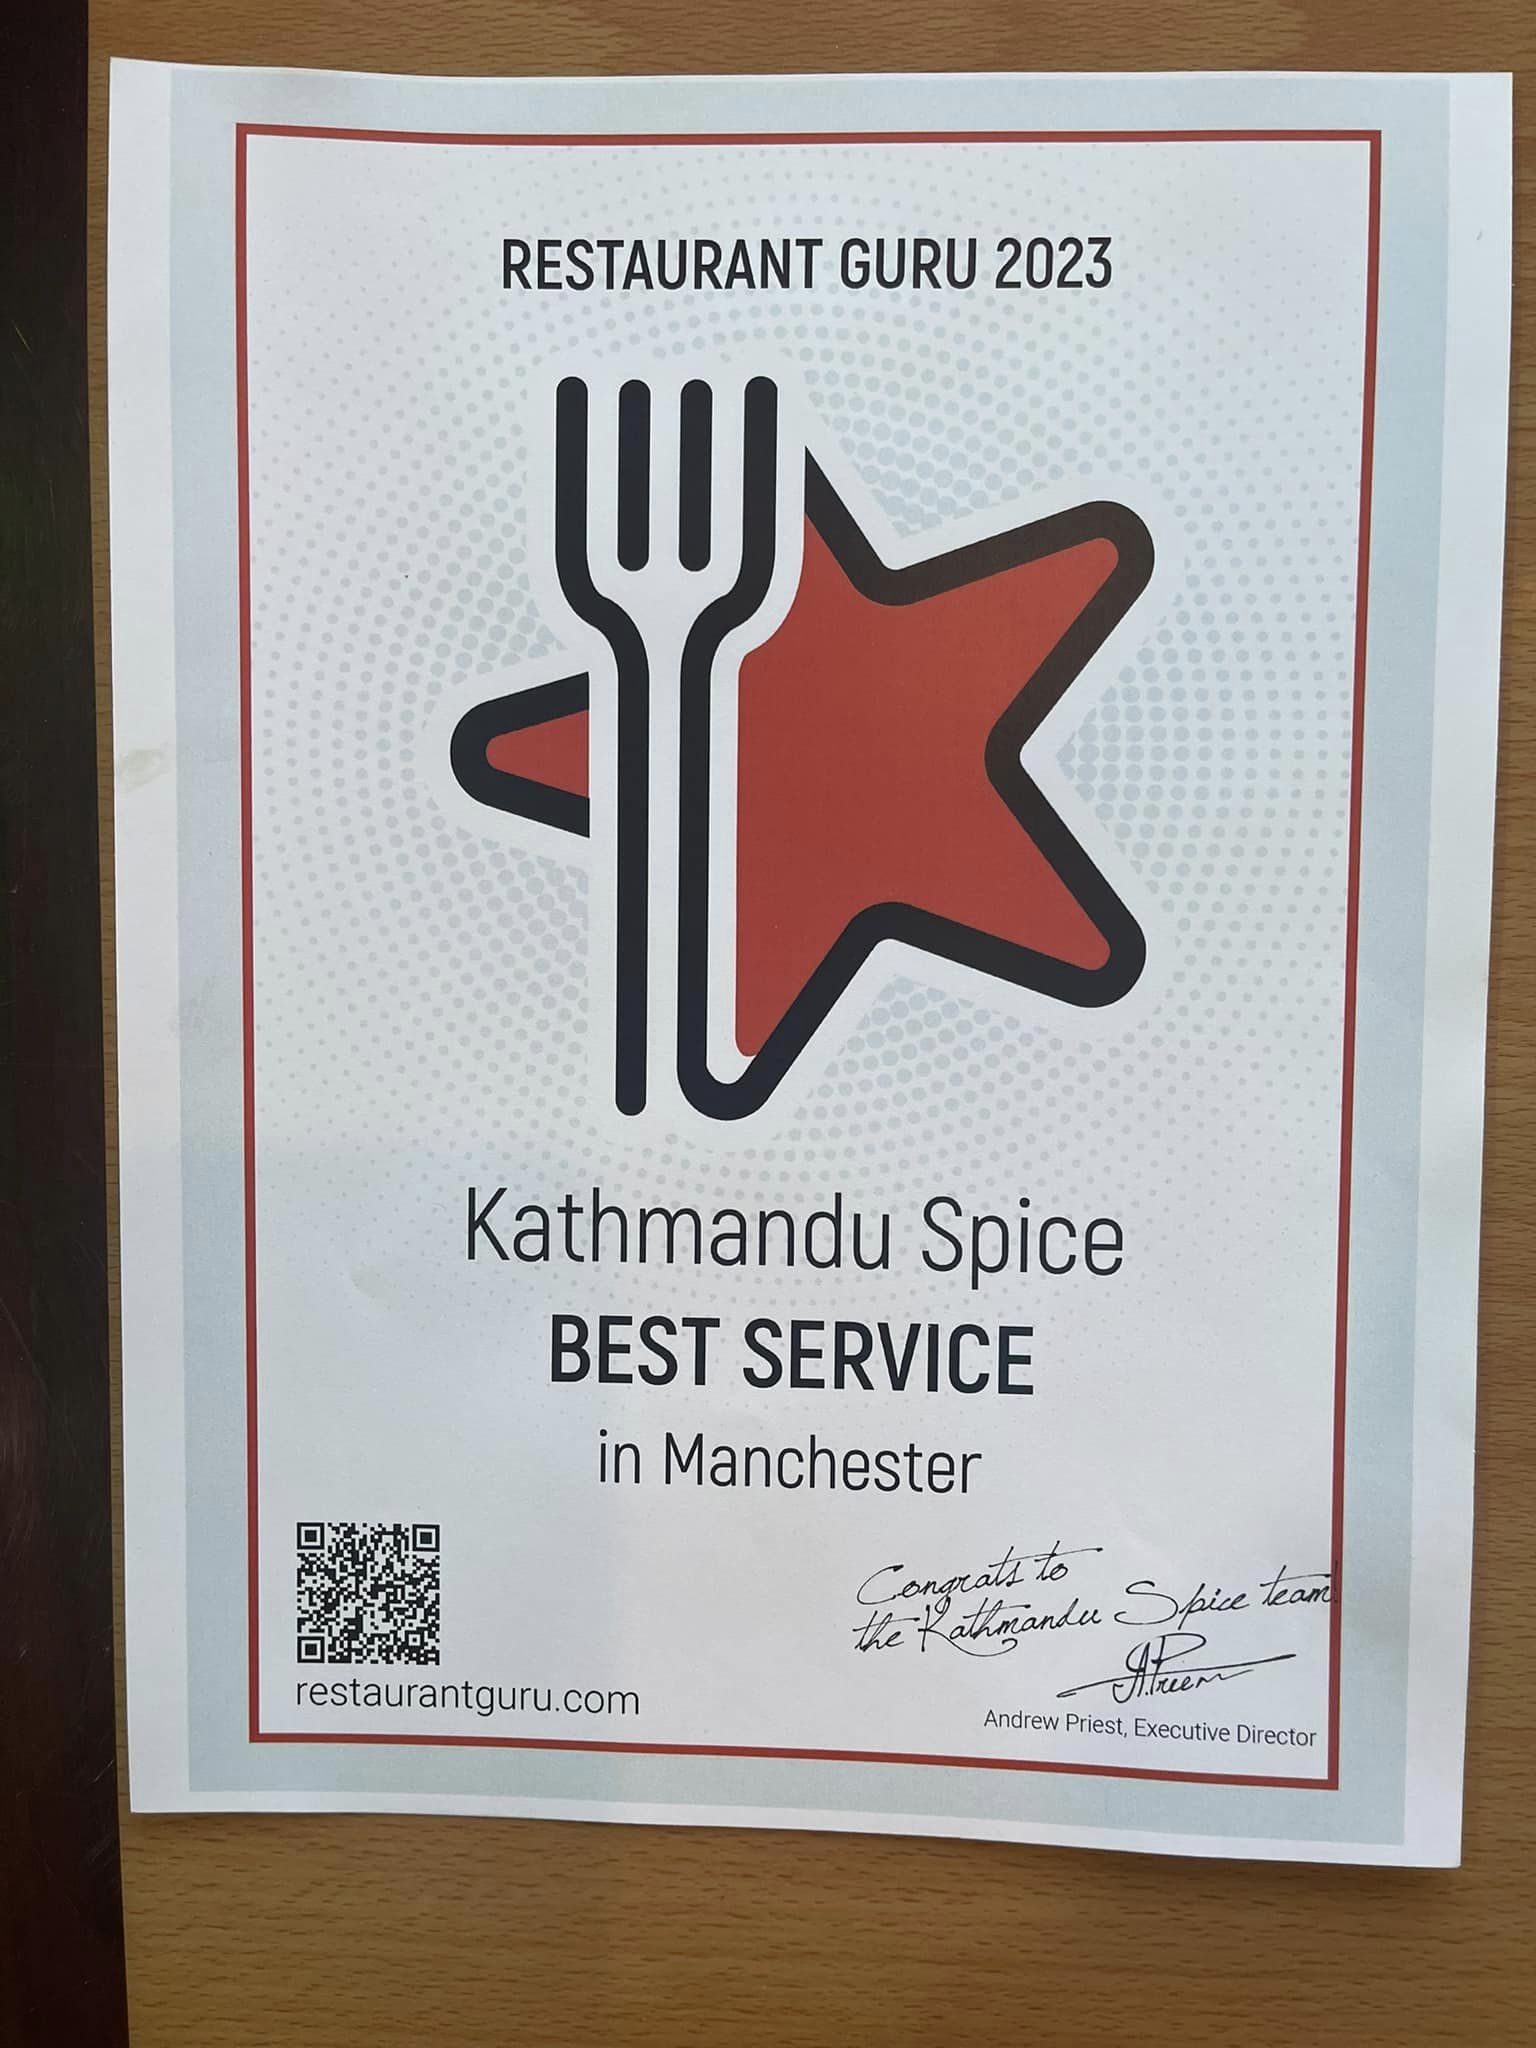 RESTAURANT GURU 2023
Kathmandu Spice
BEST SERVICE
in Manchester
Congrats to
the Kathmandu Spice team!
restaurantguru.com
Andrew Priest, Executive Director